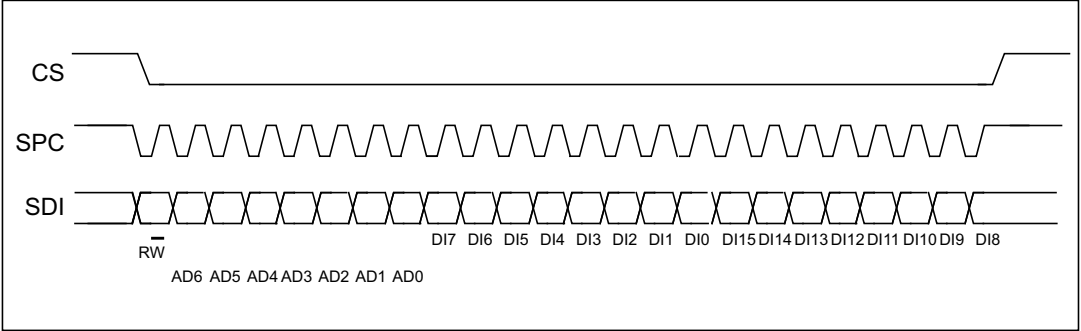 CS
SPC
SDI
DI7 DI6 DI5 DI4 DI3 DI2 DI1 DI0 DI15 DI14 DI13 DI12 DI11 DI10 DI9 DI8
RW
AD6 AD5 AD4 AD3 AD2 AD1 AD0